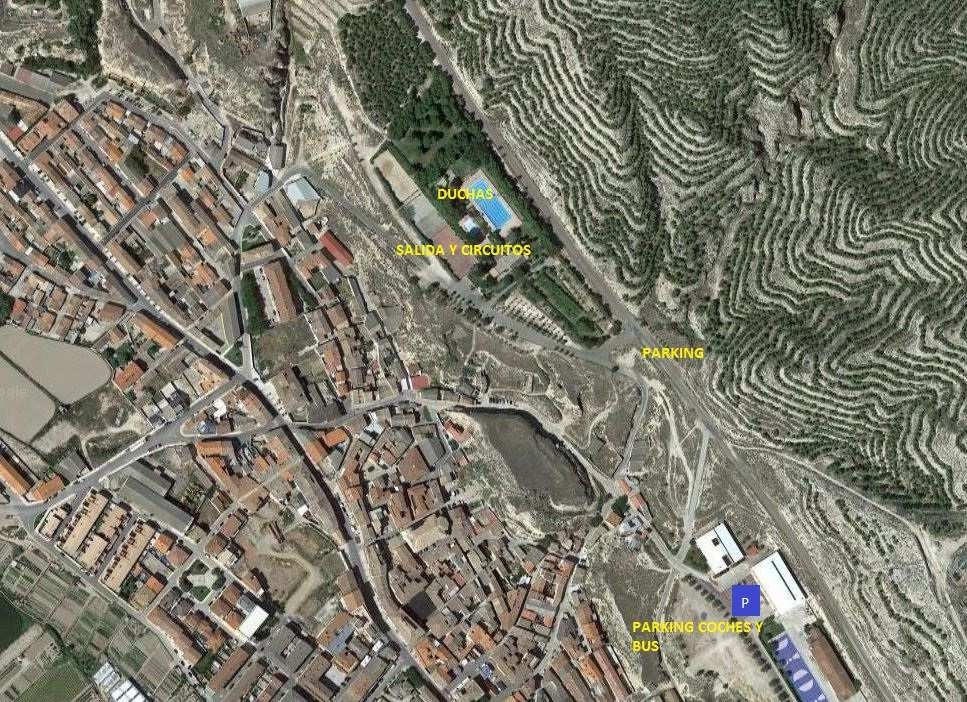 DUCHAS
SALIDA Y CIRCUITOS
PARKING
P
PARKING COCHES Y
BUS